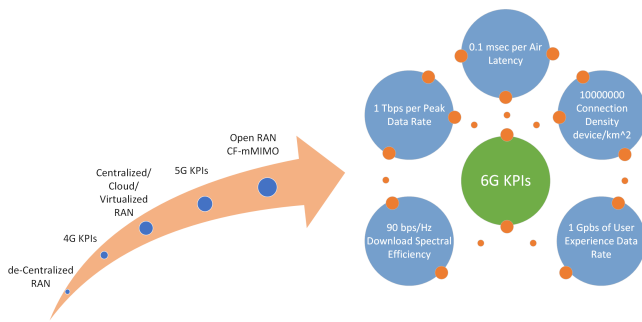 de-Centralized
RAN
4G KPIs
Centralized/
Cloud/
Virtualized
RAN
5G KPIs
Open RAN
CF-mMIMO
0.1 msec per Air
Latency
1 Tbps per Peak
Data Rate
10000000
Connection
Density
device/km^2
6G KPIs
90 bps/Hz
Download Spectral
Efficiency
1 Gpbs of User
Experience Data
Rate